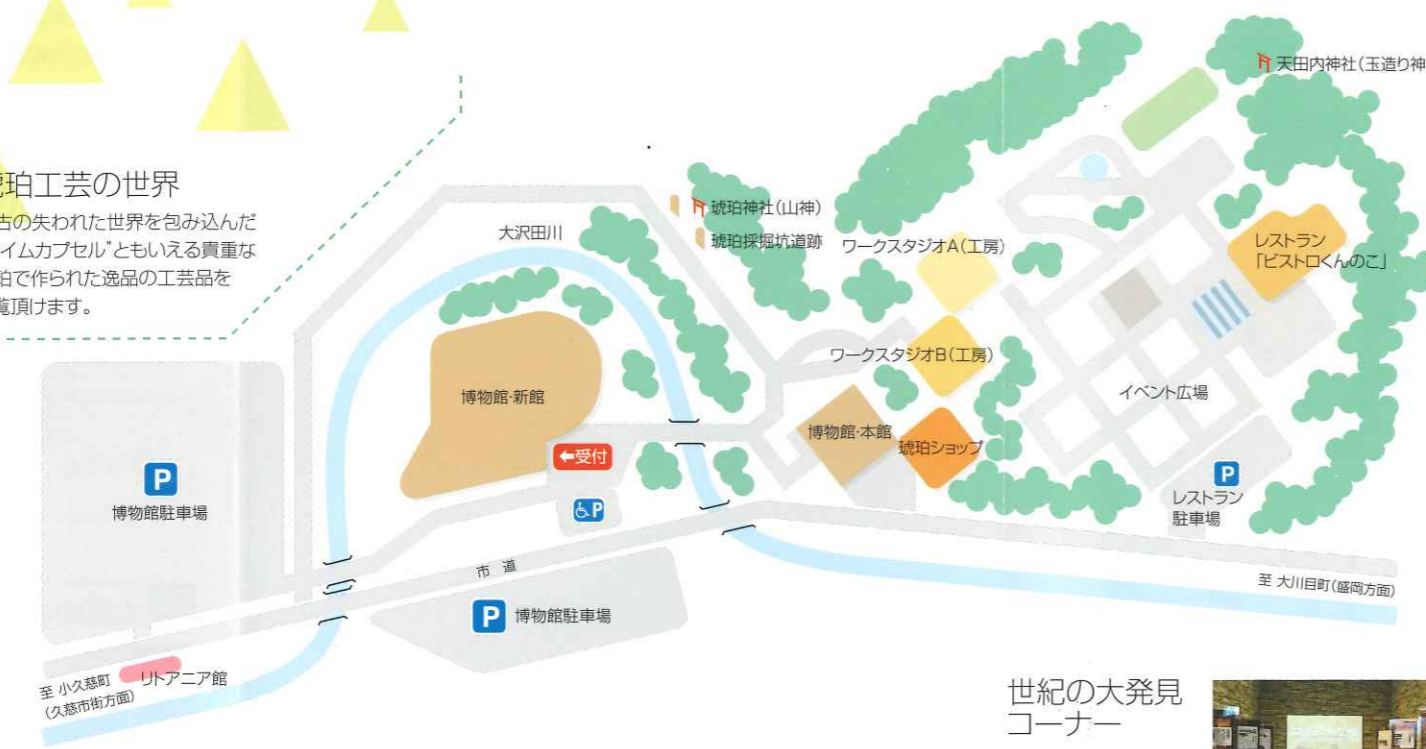 琥珀工芸の世界
古の失われた世界を包み込んだ
イムカプセル”ともいえる貴重な
珀で作られた逸品の工芸品を
覧頂けます。
天田内神社(玉造り神
琥珀神社(山神)
琥珀採掘坑道跡
大沢田川
ワークスタジオA(工房)
レストラン
「ビストロくんのこ」
ワークスタジオB(工房)
博物館・新館
イベント広場
博物館・本館
琥珀ショップ
←受付
P
博物館駐車場
P
P
レストラン
駐車場
市道
至 大川目町(盛岡方面)
P
博物館駐車場
至 小久慈町
(久慈市街方面)
リトアニア館
世紀の大発見
コーナー